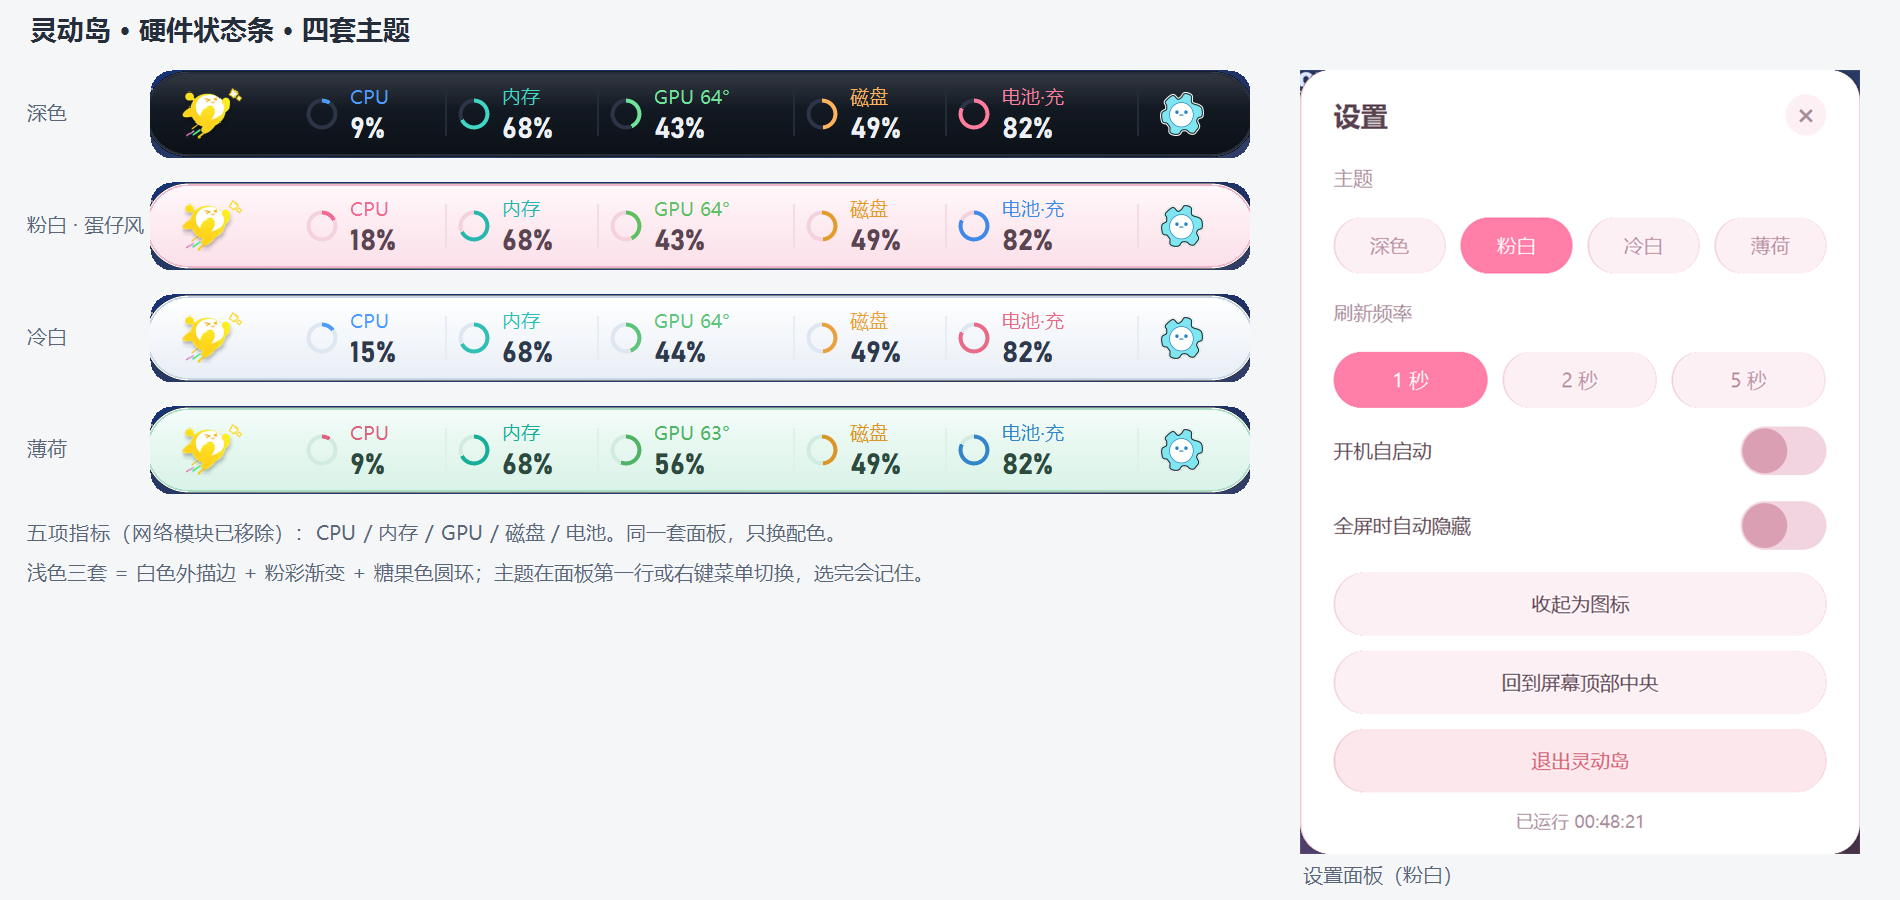 灵动岛 • 硬件状态条 • 四套主题
深色
CPU 内存 GPU 64° 磁盘 电池·充
9% 68% 43% 49% 82%
粉白 · 蛋仔风
CPU 内存 GPU 64° 磁盘 电池·充
18% 68% 43% 49% 82%
冷白
CPU 内存 GPU 64° 磁盘 电池·充
15% 68% 44% 49% 82%
薄荷
CPU 内存 GPU 63° 磁盘 电池·充
9% 68% 56% 49% 82%
五项指标（网络模块已移除）：CPU / 内存 / GPU / 磁盘 / 电池。同一套面板，只换配色。
浅色三套 = 白色外描边 + 粉彩渐变 + 糖果色圆环；主题在面板第一行或右键菜单切换，选完会记住。
设置
×
主题
深色 粉白 冷白 薄荷
刷新频率
1 秒 2 秒 5 秒
开机自启动
全屏时自动隐藏
收起为图标
回到屏幕顶部中央
退出灵动岛
已运行 00:48:21
设置面板（粉白）